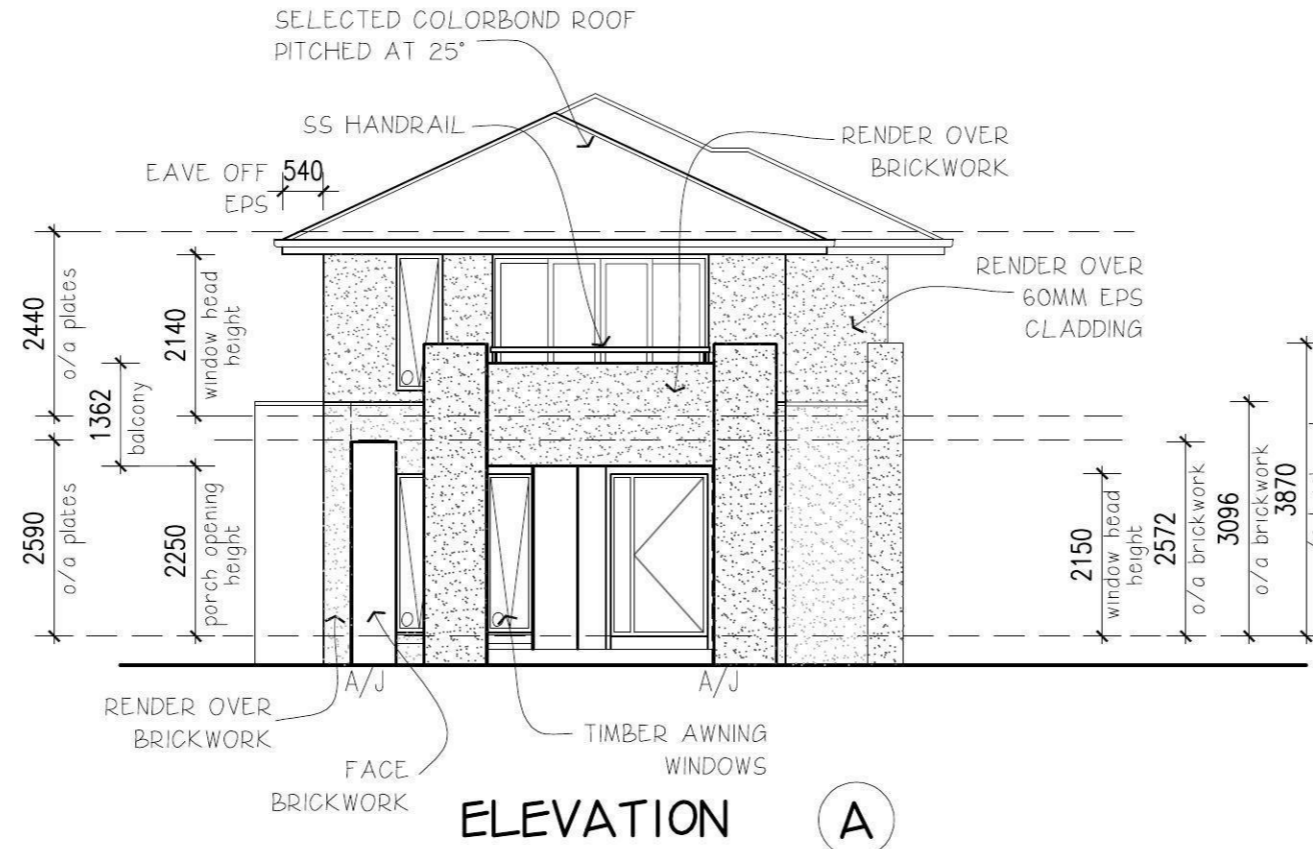 SELECTED COLORBOND ROOF
PITCHED AT 25°
SS HANDRAIL
RENDER OVER
BRICKWORK
EAVE OFF
EPS
540
RENDER OVER
60MM EPS
CLADDING
2440
o/a plates
2140
window head
height
1362
balcony
2590
o/a plates
2250
porch opening
height
2150
window head
height
2572
o/a brickwork
3096
o/a brickwork
3870
A/J
A/J
RENDER OVER
BRICKWORK
FACE
BRICKWORK
TIMBER AWNING
WINDOWS
ELEVATION
A